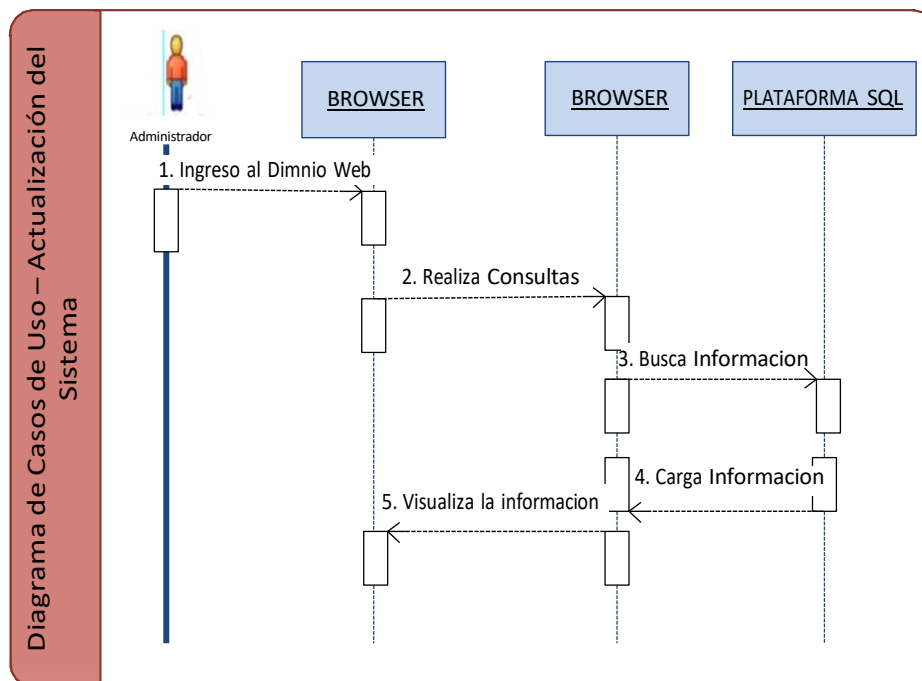 Diagrama de Casos de Uso – Actualización del
Sistema
Administrador
BROWSER
BROWSER
PLATAFORMA SQL
1. Ingreso al Dimnio Web
2. Realiza Consultas
3. Busca Informacion
4. Carga Informacion
5. Visualiza la informacion